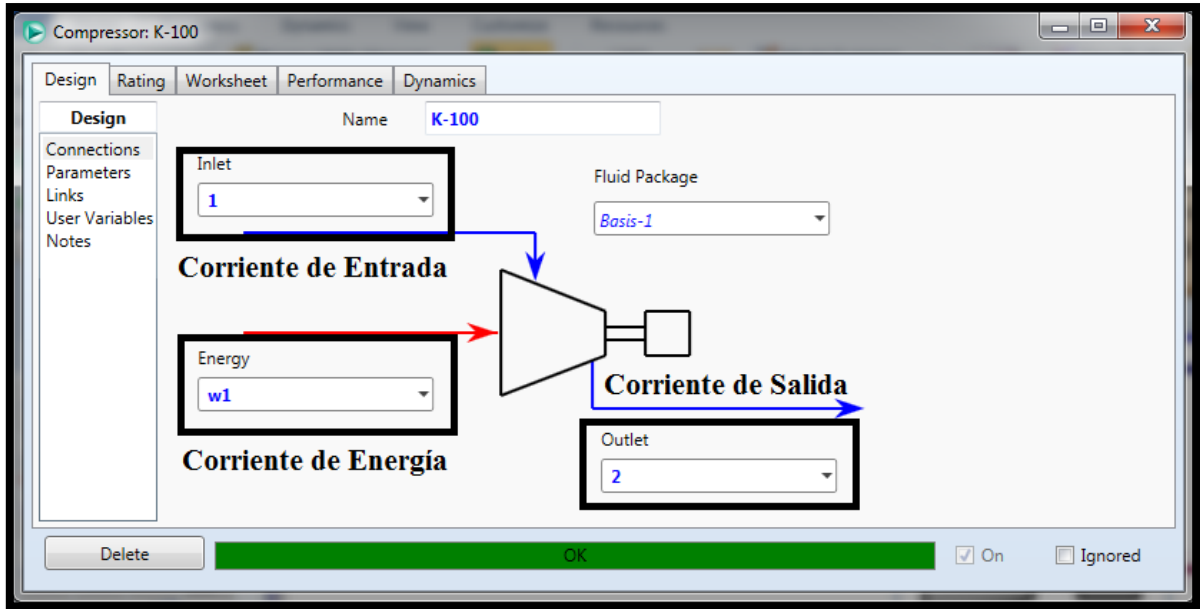 Compressor: K-100
Design Rating Worksheet Performance Dynamics
Design
Connections
Parameters
Links
User Variables
Notes
Name K-100
Inlet
1
Fluid Package
Basis-1
Corriente de Entrada
Energy
w1
Corriente de Energía
Corriente de Salida
Outlet
2
Delete
OK
On
Ignored